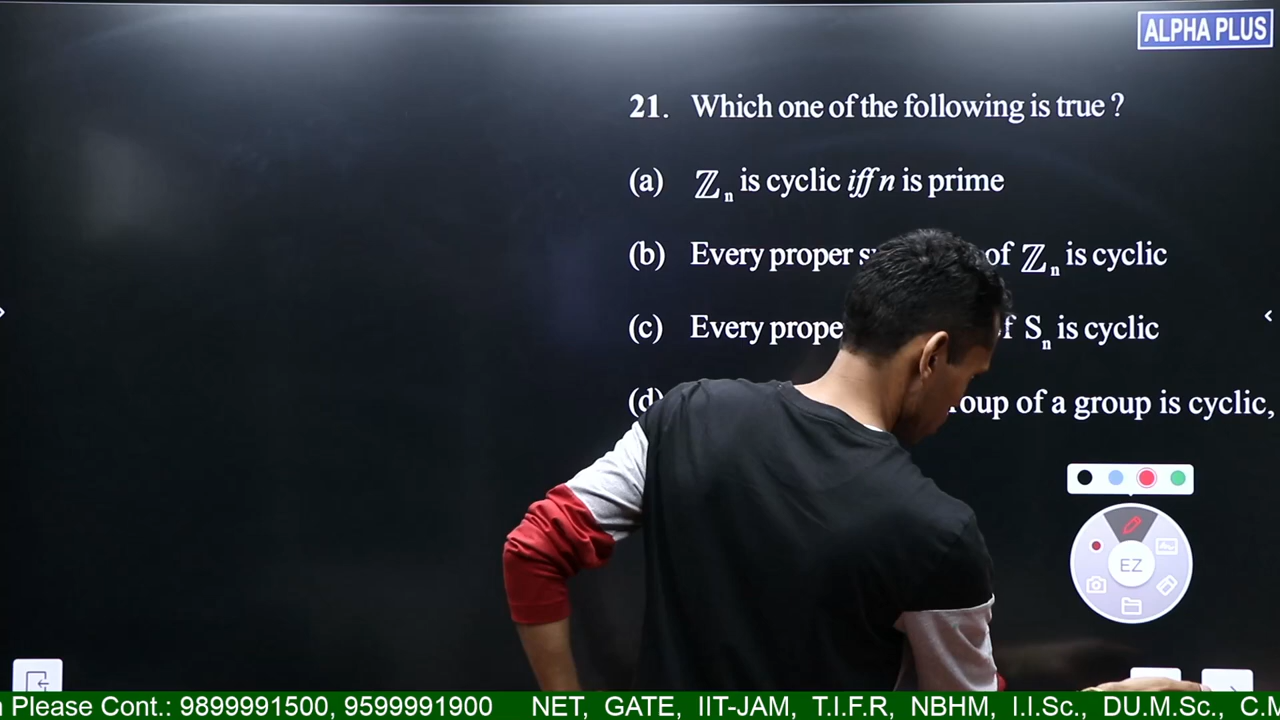 ALPHA PLUS
21. Which one of the following is true ?
(a) ℤn is cyclic iff n is prime
(b) Every proper of ℤn is cyclic
(c) Every Sn is cyclic
(d) of a group is cyclic,
EZ
Please Cont.: 9899991500, 9599991900 NET, GATE, IIT-JAM, T.I.F.R, NBHM, I.I.Sc., DU.M.Sc.,